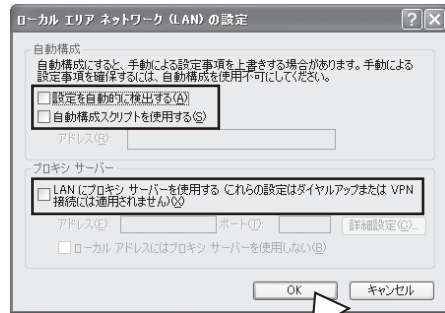 ローカル エリア ネットワーク (LAN) の設定
自動構成
自動構成にすると、手動による設定事項を上書きする場合があります。手動による
設定事項を確保するには、自動構成を使用不可にしてください。
設定を自動的に検出する(A)
自動構成スクリプトを使用する(S)
アドレス(R):
プロキシ サーバー
LAN にプロキシ サーバーを使用する (これらの設定はダイヤルアップまたは VPN
接続には適用されません)(X)
アドレス(E): ポート(T): 詳細設定(C)...
ローカル アドレスにはプロキシ サーバーを使用しない(B)
OK キャンセル